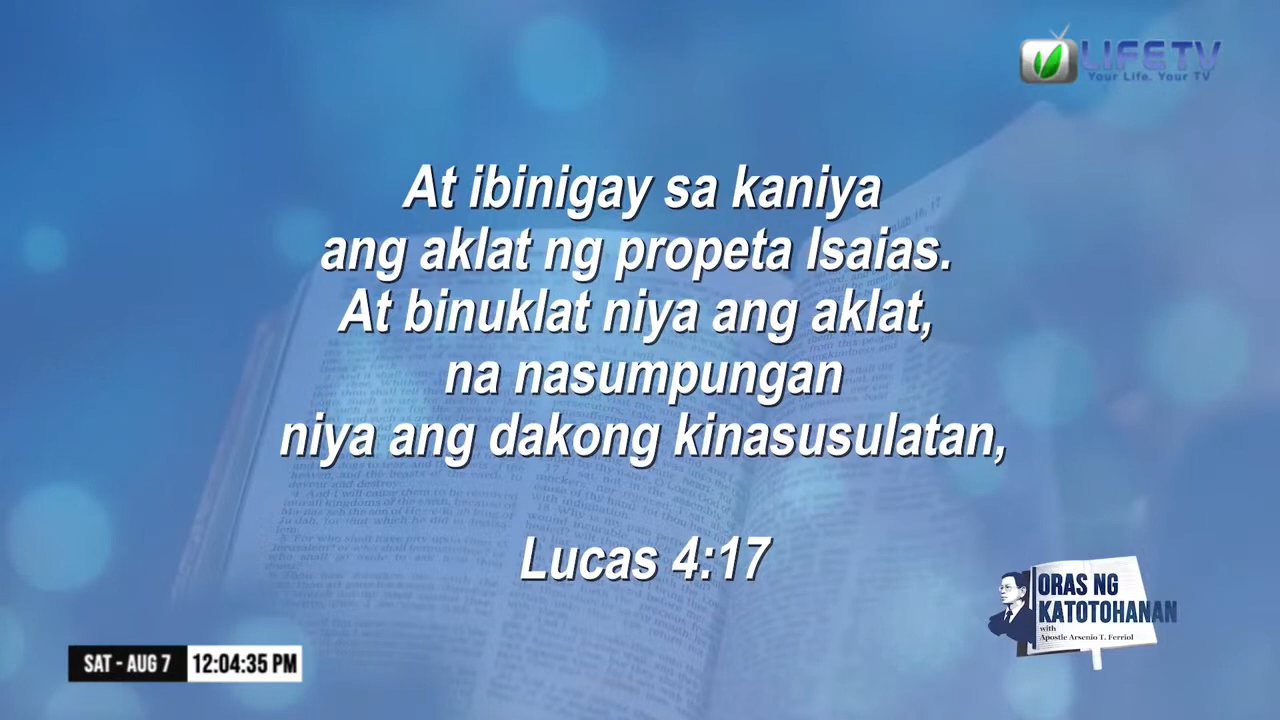 LIFETV
Your Life. Your TV
At ibinigay sa kaniya
ang aklat ng propeta Isaias.
At binuklat niya ang aklat,
na nasumpungan
niya ang dakong kinasusulatan,
Lucas 4:17
ORAS NG
KATOTOHANAN
with
Apostle Arsenio T. Ferriol
SAT - AUG 7 12:04:35 PM